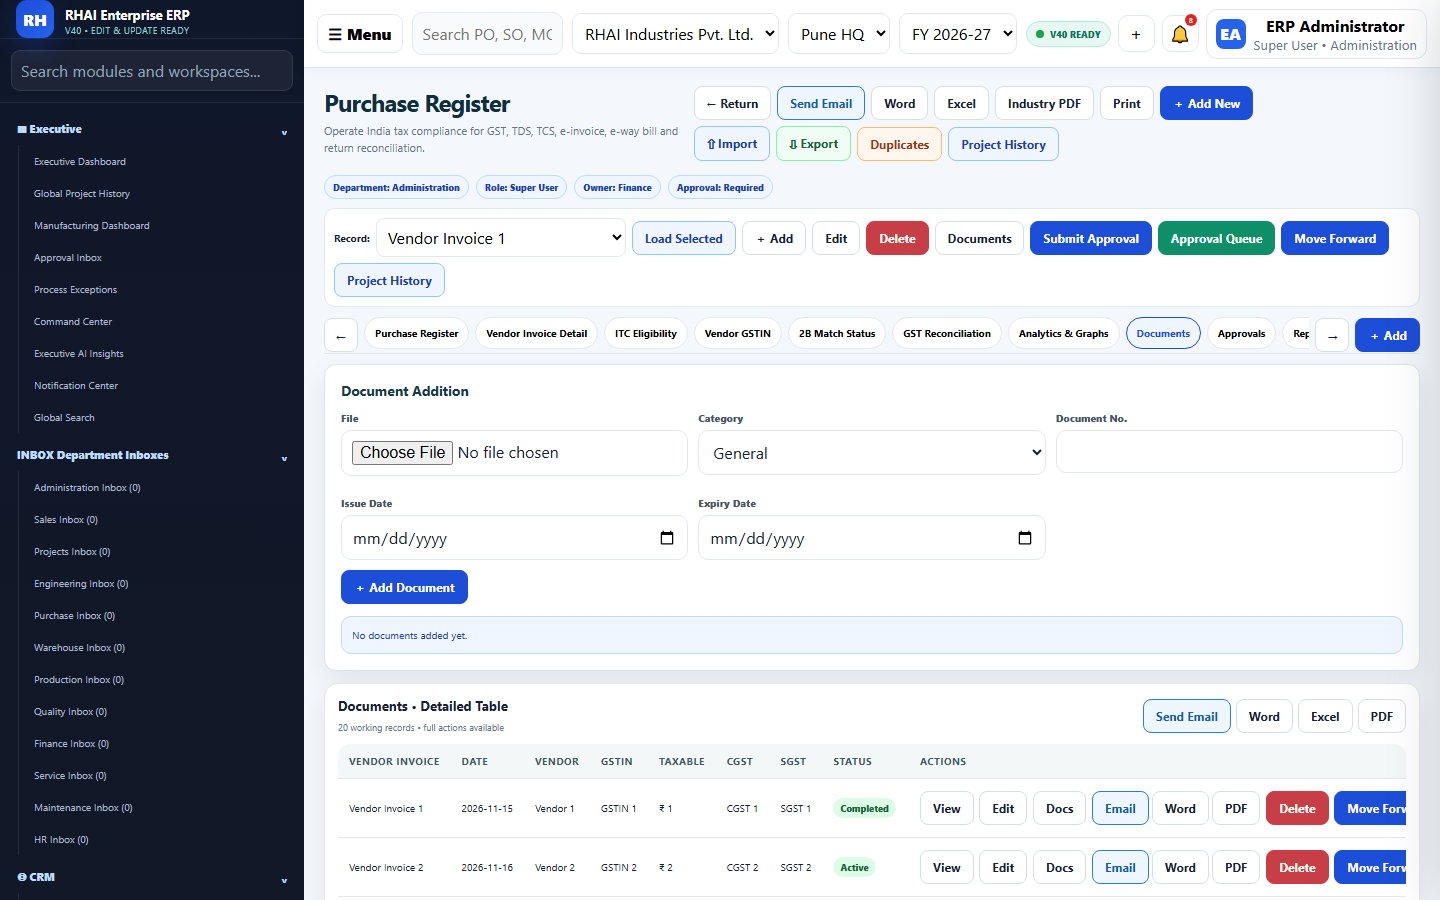 RH
RHAI Enterprise ERP
V40 • EDIT & UPDATE READY
Search modules and workspaces...
Executive
Executive Dashboard
Global Project History
Manufacturing Dashboard
Approval Inbox
Process Exceptions
Command Center
Executive AI Insights
Notification Center
Global Search
INBOX Department Inboxes
Administration Inbox (0)
Sales Inbox (0)
Projects Inbox (0)
Engineering Inbox (0)
Purchase Inbox (0)
Warehouse Inbox (0)
Production Inbox (0)
Quality Inbox (0)
Finance Inbox (0)
Service Inbox (0)
Maintenance Inbox (0)
HR Inbox (0)
CRM
☰ Menu
Search PO, SO, MO
RHAI Industries Pvt. Ltd.
Pune HQ
FY 2026-27
V40 READY
+
8
EA
ERP Administrator
Super User • Administration
Purchase Register
Operate India tax compliance for GST, TDS, TCS, e-invoice, e-way bill and
return reconciliation.
← Return
Send Email
Word
Excel
Industry PDF
Print
+ Add New
⇧ Import
⇩ Export
Duplicates
Project History
Department: Administration
Role: Super User
Owner: Finance
Approval: Required
Record:
Vendor Invoice 1
Load Selected
+ Add
Edit
Delete
Documents
Submit Approval
Approval Queue
Move Forward
Project History
←
Purchase Register
Vendor Invoice Detail
ITC Eligibility
Vendor GSTIN
2B Match Status
GST Reconciliation
Analytics & Graphs
Documents
Approvals
Rep
→
+ Add
Document Addition
File
Category
Document No.
Choose File No file chosen
General
Issue Date
Expiry Date
mm/dd/yyyy
mm/dd/yyyy
+ Add Document
No documents added yet.
Documents • Detailed Table
20 working records • full actions available
Send Email
Word
Excel
PDF
VENDOR INVOICE DATE VENDOR GSTIN TAXABLE CGST SGST STATUS ACTIONS
Vendor Invoice 1 2026-11-15 Vendor 1 GSTIN 1 ₹ 1 CGST 1 SGST 1 Completed View Edit Docs Email Word PDF Delete Move Forw
Vendor Invoice 2 2026-11-16 Vendor 2 GSTIN 2 ₹ 2 CGST 2 SGST 2 Active View Edit Docs Email Word PDF Delete Move Forw